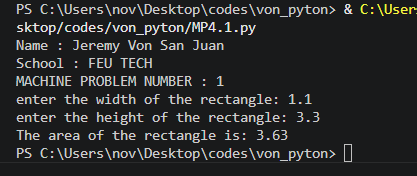 PS C:\Users\nov\Desktop\codes\von_pyton> & C:\Us
sktop/codes/von_pyton/MP4.1.py
Name : Jeremy Von San Juan
School : FEU TECH
MACHINE PROBLEM NUMBER : 1
enter the width of the rectangle: 1.1
enter the height of the rectangle: 3.3
The area of the rectangle is: 3.63
PS C:\Users\nov\Desktop\codes\von_pyton>